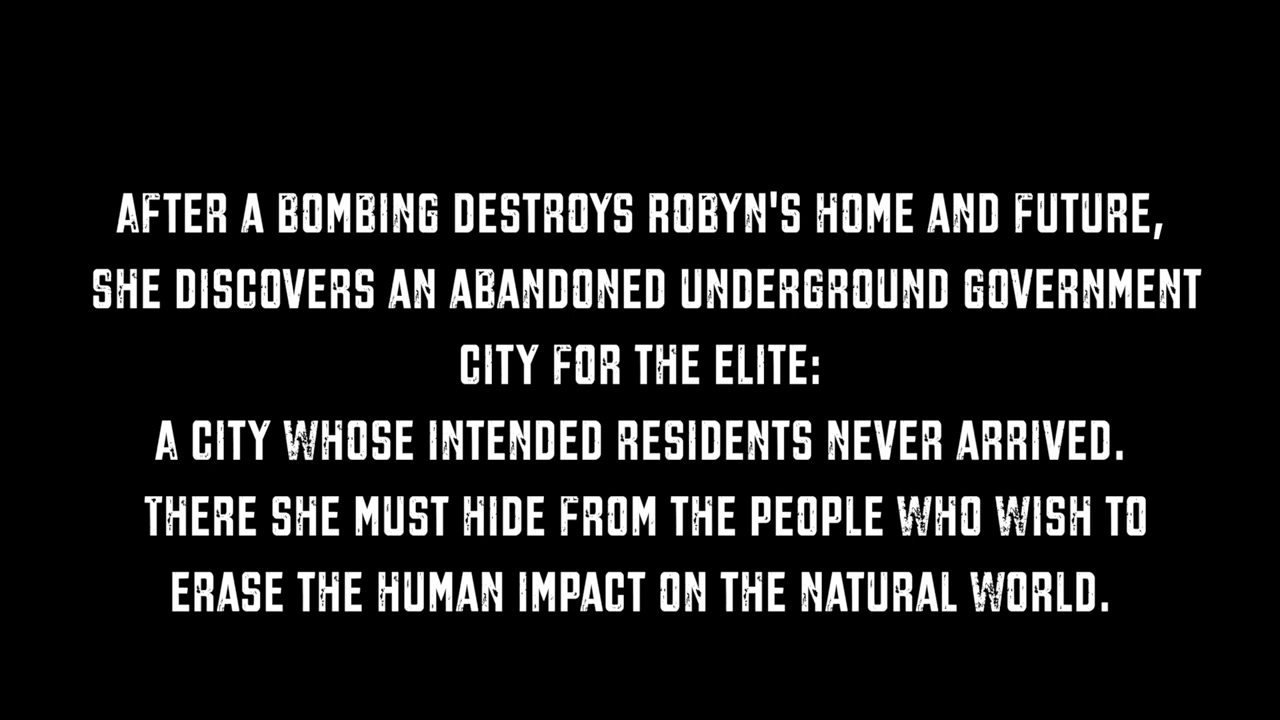 AFTER A BOMBING DESTROYS ROBYN'S HOME AND FUTURE,
SHE DISCOVERS AN ABANDONED UNDERGROUND GOVERNMENT
CITY FOR THE ELITE:
A CITY WHOSE INTENDED RESIDENTS NEVER ARRIVED.
THERE SHE MUST HIDE FROM THE PEOPLE WHO WISH TO
ERASE THE HUMAN IMPACT ON THE NATURAL WORLD.